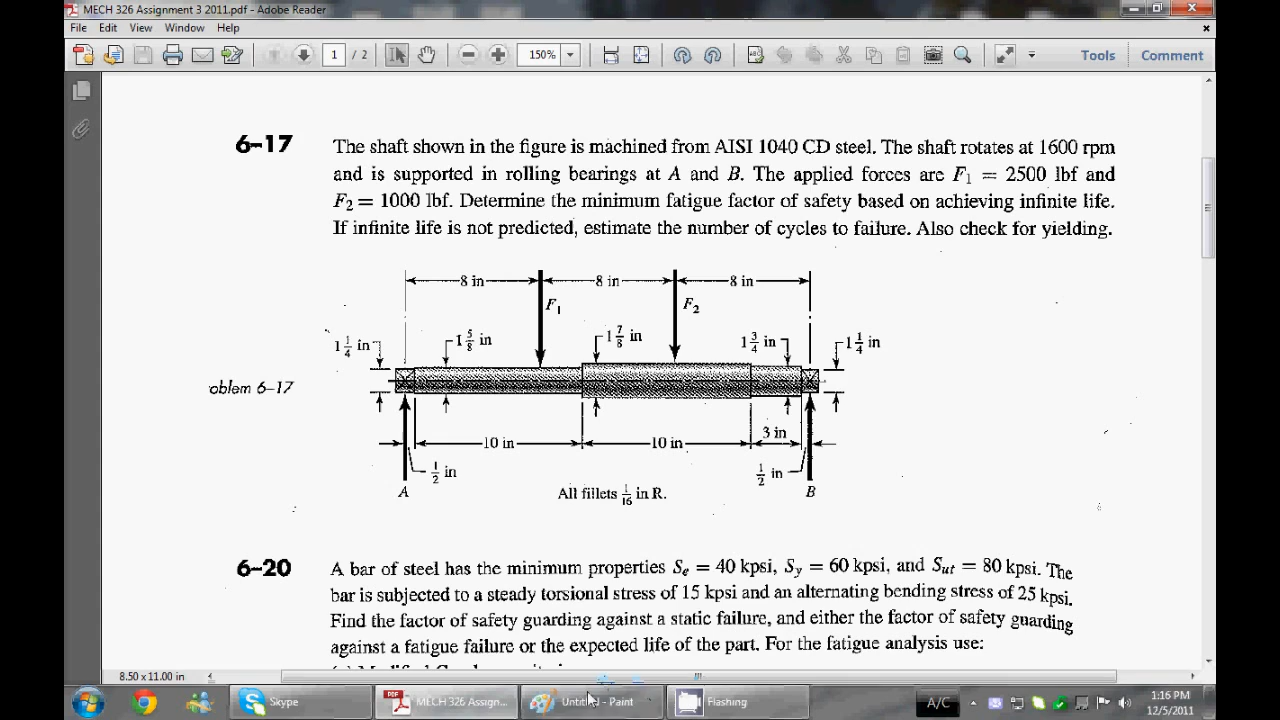 MECH 326 Assignment 3 2011.pdf - Adobe Reader
File Edit View Window Help
1 / 2 150% Tools Comment
6–17 The shaft shown in the figure is machined from AISI 1040 CD steel. The shaft rotates at 1600 rpm
and is supported in rolling bearings at A and B. The applied forces are F₁ = 2500 lbf and
F₂ = 1000 lbf. Determine the minimum fatigue factor of safety based on achieving infinite life.
If infinite life is not predicted, estimate the number of cycles to failure. Also check for yielding.
8 in 8 in 8 in
F₁ F₂
1 1/4 in 1 5/8 in 1 7/8 in 1 3/4 in 1 1/4 in
oblem 6–17
10 in 10 in 3 in
1/2 in 1/2 in
A All fillets 1/16 in R. B
6–20 A bar of steel has the minimum properties Sₑ = 40 kpsi, Sy = 60 kpsi, and Sut = 80 kpsi. The
bar is subjected to a steady torsional stress of 15 kpsi and an alternating bending stress of 25 kpsi.
Find the factor of safety guarding against a static failure, and either the factor of safety guarding
against a fatigue failure or the expected life of the part. For the fatigue analysis use:
8.50 x 11.00 in
Skype MECH 326 Assign... Untitled - Paint Flashing A/C 1:16 PM
12/5/2011